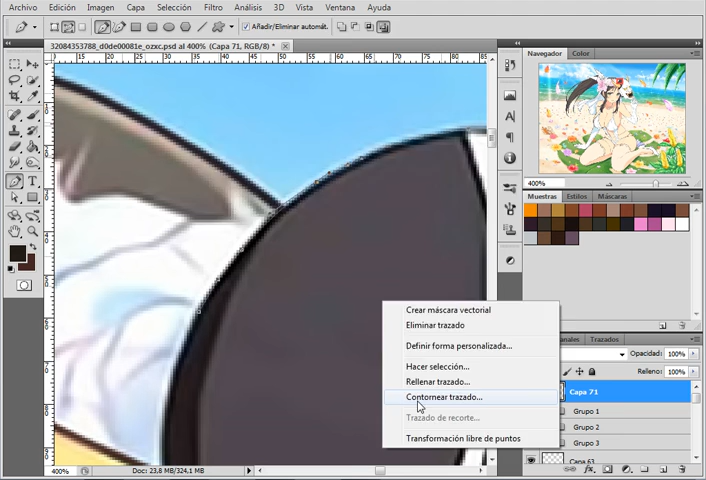 Archivo Edición Imagen Capa Selección Filtro Análisis 3D Vista Ventana Ayuda
Añadir/Eliminar automát.
32084353788_d0de00081e_ozxc.psd al 400% (Capa 71, RGB/8) *
Navegador Color
400%
Muestras Estilos Máscaras
Crear máscara vectorial
Eliminar trazado
Definir forma personalizada...
Hacer selección...
Rellenar trazado...
Contornear trazado...
Trazado de recorte...
Transformación libre de puntos
Trazados
Opacidad: 100%
Relleno: 100%
Capa 71
Grupo 1
Grupo 2
Grupo 3
Capa 63
400% Doc: 23,8 MB/324,1 MB